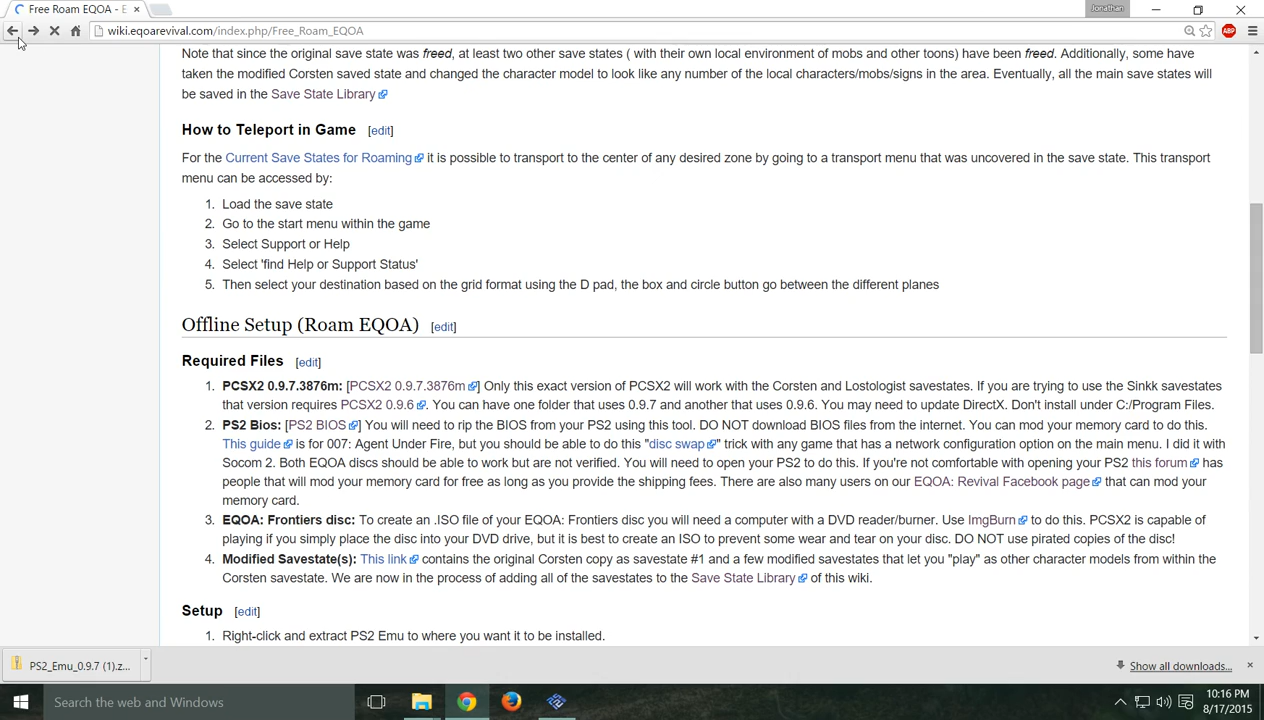 Free Roam EQOA - E
Jonathan
wiki.eqoarevival.com/index.php/Free_Roam_EQOA
ABP
Note that since the original save state was freed, at least two other save states ( with their own local environment of mobs and other toons) have been freed. Additionally, some have
taken the modified Corsten saved state and changed the character model to look like any number of the local characters/mobs/signs in the area. Eventually, all the main save states will
be saved in the Save State Library
How to Teleport in Game [edit]
For the Current Save States for Roaming it is possible to transport to the center of any desired zone by going to a transport menu that was uncovered in the save state. This transport
menu can be accessed by:
1. Load the save state
2. Go to the start menu within the game
3. Select Support or Help
4. Select 'find Help or Support Status'
5. Then select your destination based on the grid format using the D pad, the box and circle button go between the different planes
Offline Setup (Roam EQOA) [edit]
Required Files [edit]
1. PCSX2 0.9.7.3876m: [PCSX2 0.9.7.3876m] Only this exact version of PCSX2 will work with the Corsten and Lostologist savestates. If you are trying to use the Sinkk savestates
that version requires PCSX2 0.9.6. You can have one folder that uses 0.9.7 and another that uses 0.9.6. You may need to update DirectX. Don't install under C:/Program Files.
2. PS2 Bios: [PS2 BIOS] You will need to rip the BIOS from your PS2 using this tool. DO NOT download BIOS files from the internet. You can mod your memory card to do this.
This guide is for 007: Agent Under Fire, but you should be able to do this "disc swap" trick with any game that has a network configuration option on the main menu. I did it with
Socom 2. Both EQOA discs should be able to work but are not verified. You will need to open your PS2 to do this. If you're not comfortable with opening your PS2 this forum has
people that will mod your memory card for free as long as you provide the shipping fees. There are also many users on our EQOA: Revival Facebook page that can mod your
memory card.
3. EQOA: Frontiers disc: To create an .ISO file of your EQOA: Frontiers disc you will need a computer with a DVD reader/burner. Use ImgBurn to do this. PCSX2 is capable of
playing if you simply place the disc into your DVD drive, but it is best to create an ISO to prevent some wear and tear on your disc. DO NOT use pirated copies of the disc!
4. Modified Savestate(s): This link contains the original Corsten copy as savestate #1 and a few modified savestates that let you "play" as other character models from within the
Corsten savestate. We are now in the process of adding all of the savestates to the Save State Library of this wiki.
Setup [edit]
1. Right-click and extract PS2 Emu to where you want it to be installed.
PS2_Emu_0.9.7 (1).z...
Show all downloads...
Search the web and Windows
10:16 PM
8/17/2015